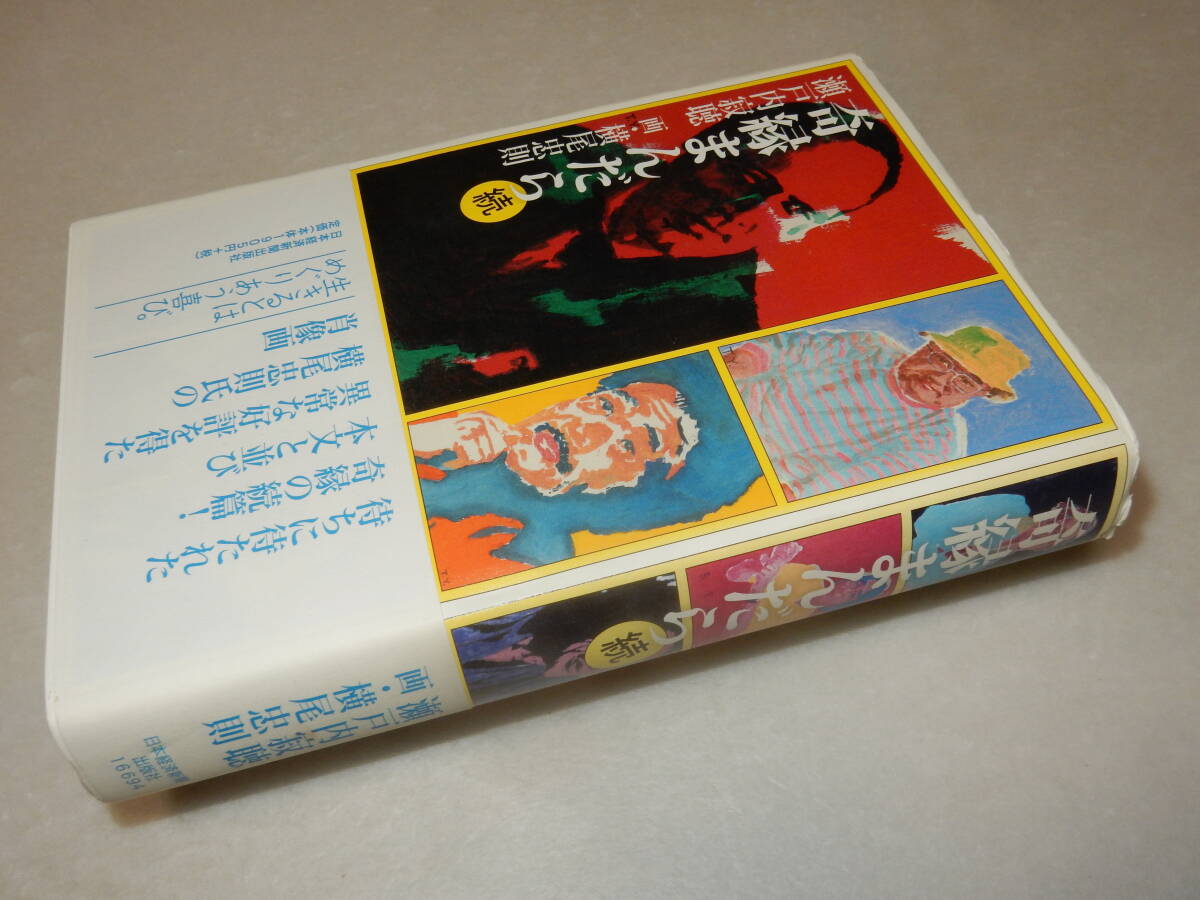 瀬戸内寂聴
画・横尾忠則
奇縁まんだら
続
待ちに待たれた
奇縁の続篇!
本文と並び
異常な好評を得た
横尾忠則氏の
肖像画
生きるとは
めぐりあう喜び。
日本経済新聞出版社
定価(本体1905円+税)
T.Y.
奇縁まんだら
続
瀬戸内寂聴
画・横尾忠則
日本経済新聞
出版社
16694